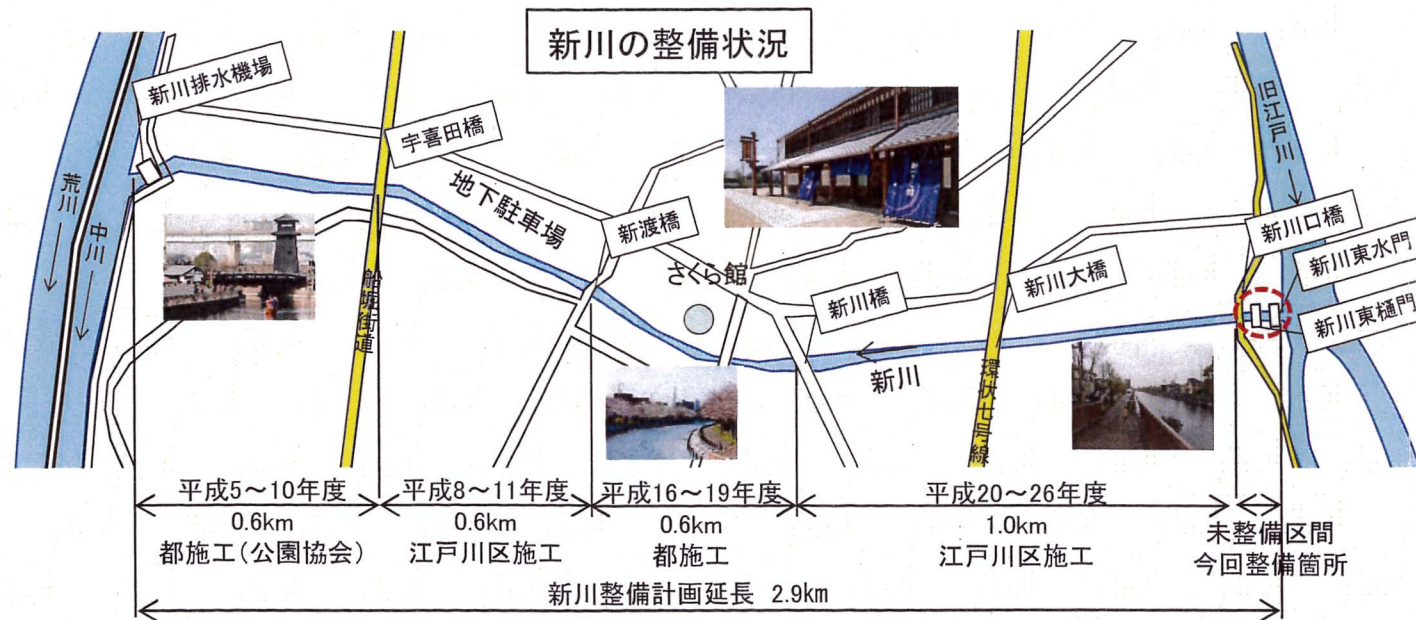 新川の整備状況
新川排水機場
宇喜田橋
地下駐車場
新渡橋
さくら館
新川橋
新川大橋
新川口橋
新川東水門
新川東樋門
旧江戸川
荒川
中川
船堀街道
新川
環状七号線
平成5～10年度
0.6km
都施工(公園協会)
平成8～11年度
0.6km
江戸川区施工
平成16～19年度
0.6km
都施工
平成20～26年度
1.0km
江戸川区施工
未整備区間
今回整備箇所
新川整備計画延長 2.9km